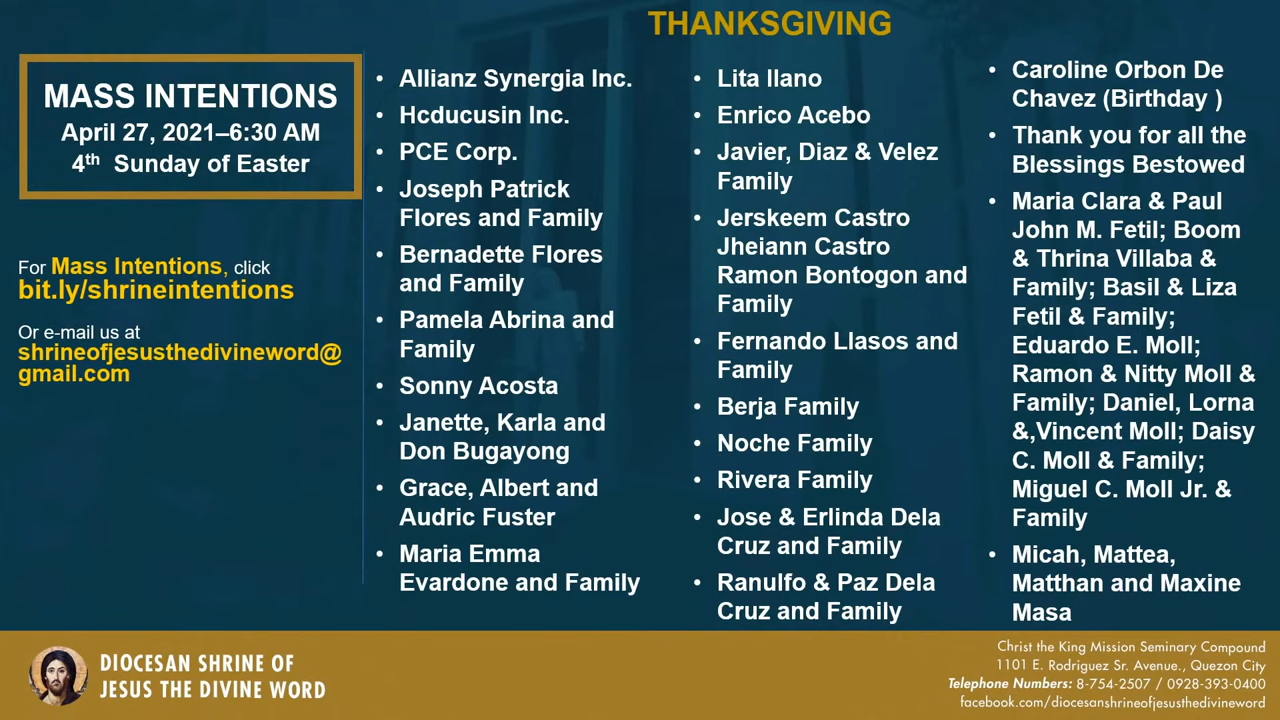 THANKSGIVING
MASS INTENTIONS
April 27, 2021–6:30 AM
4th Sunday of Easter
For Mass Intentions, click
bit.ly/shrineintentions
Or e-mail us at
shrineofjesusthedivineword@
gmail.com
• Allianz Synergia Inc.
• Hcducusin Inc.
• PCE Corp.
• Joseph Patrick
Flores and Family
• Bernadette Flores
and Family
• Pamela Abrina and
Family
• Sonny Acosta
• Janette, Karla and
Don Bugayong
• Grace, Albert and
Audric Fuster
• Maria Emma
Evardone and Family
• Lita Ilano
• Enrico Acebo
• Javier, Diaz & Velez
Family
• Jerskeem Castro
Jheiann Castro
Ramon Bontogon and
Family
• Fernando Llasos and
Family
• Berja Family
• Noche Family
• Rivera Family
• Jose & Erlinda Dela
Cruz and Family
• Ranulfo & Paz Dela
Cruz and Family
• Caroline Orbon De
Chavez (Birthday )
• Thank you for all the
Blessings Bestowed
• Maria Clara & Paul
John M. Fetil; Boom
& Thrina Villaba &
Family; Basil & Liza
Fetil & Family;
Eduardo E. Moll;
Ramon & Nitty Moll &
Family; Daniel, Lorna
&,Vincent Moll; Daisy
C. Moll & Family;
Miguel C. Moll Jr. &
Family
• Micah, Mattea,
Matthan and Maxine
Masa
DIOCESAN SHRINE OF
JESUS THE DIVINE WORD
Christ the King Mission Seminary Compound
1101 E. Rodriguez Sr. Avenue., Quezon City
Telephone Numbers: 8-754-2507 / 0928-393-0400
facebook.com/diocesanshrineofjesusthedivineword